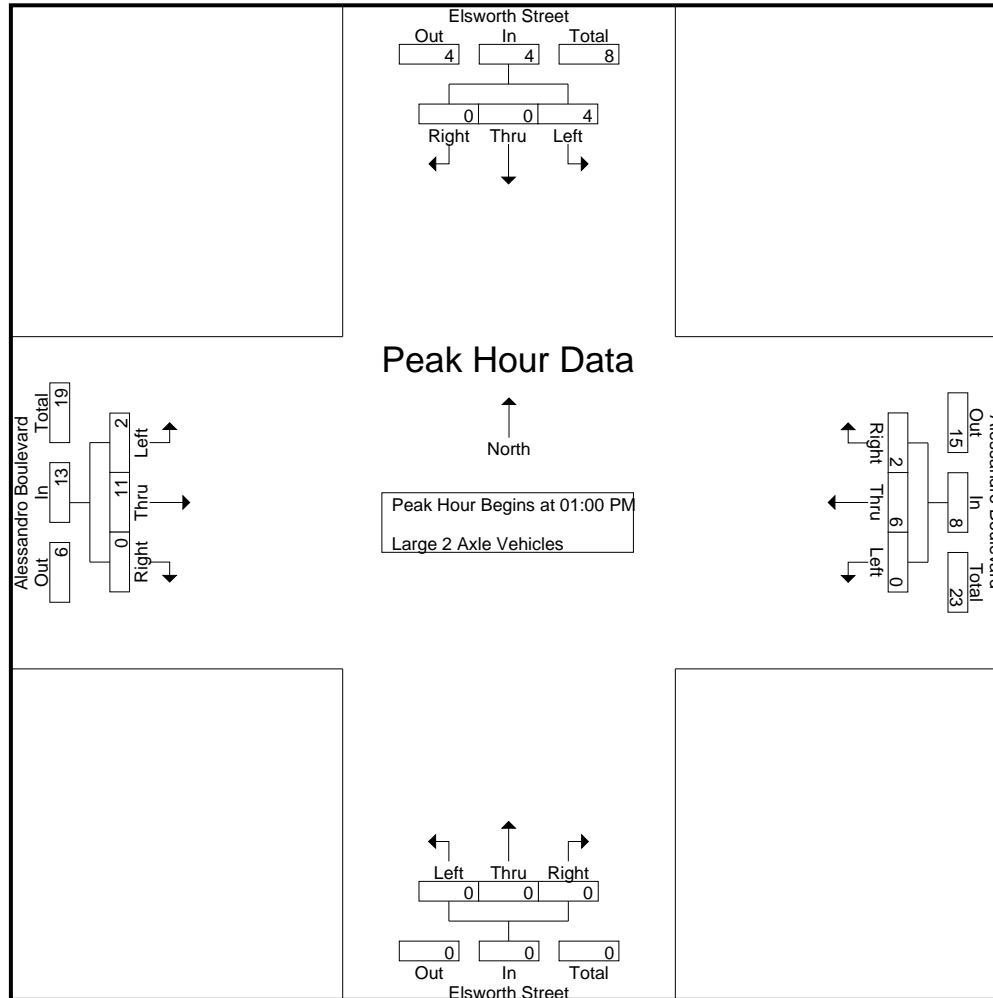 Elsworth Street
Out In Total
4 4 8
0 0 4
Right Thru Left
Peak Hour Data
North
Peak Hour Begins at 01:00 PM
Large 2 Axle Vehicles
Alessandro Boulevard
Total In Out
19 13 6
2 11 0
Left Thru Right
Out In Total
15 8 23
Right Thru Left
2 6 0
Left Thru Right
0 0 0
0 0 0
Out In Total
Elsworth Street